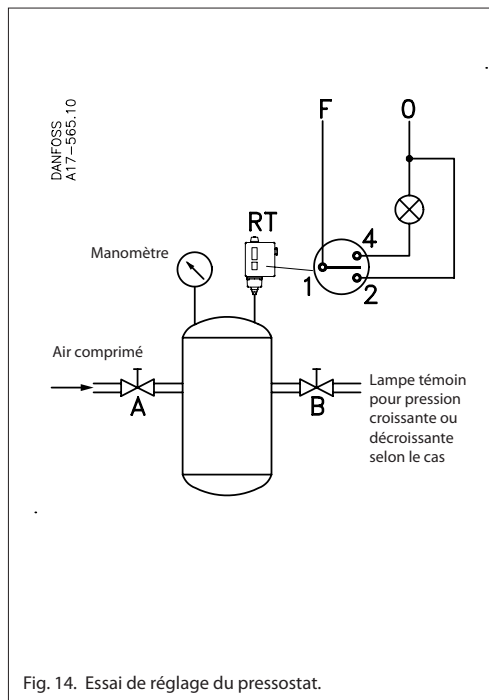 DANFOSS
A17-565.10
F
0
RT
4
1
2
Manomètre
Air comprimé
A
B
Lampe témoin
pour pression
croissante ou
décroissante
selon le cas
Fig. 14. Essai de réglage du pressostat.